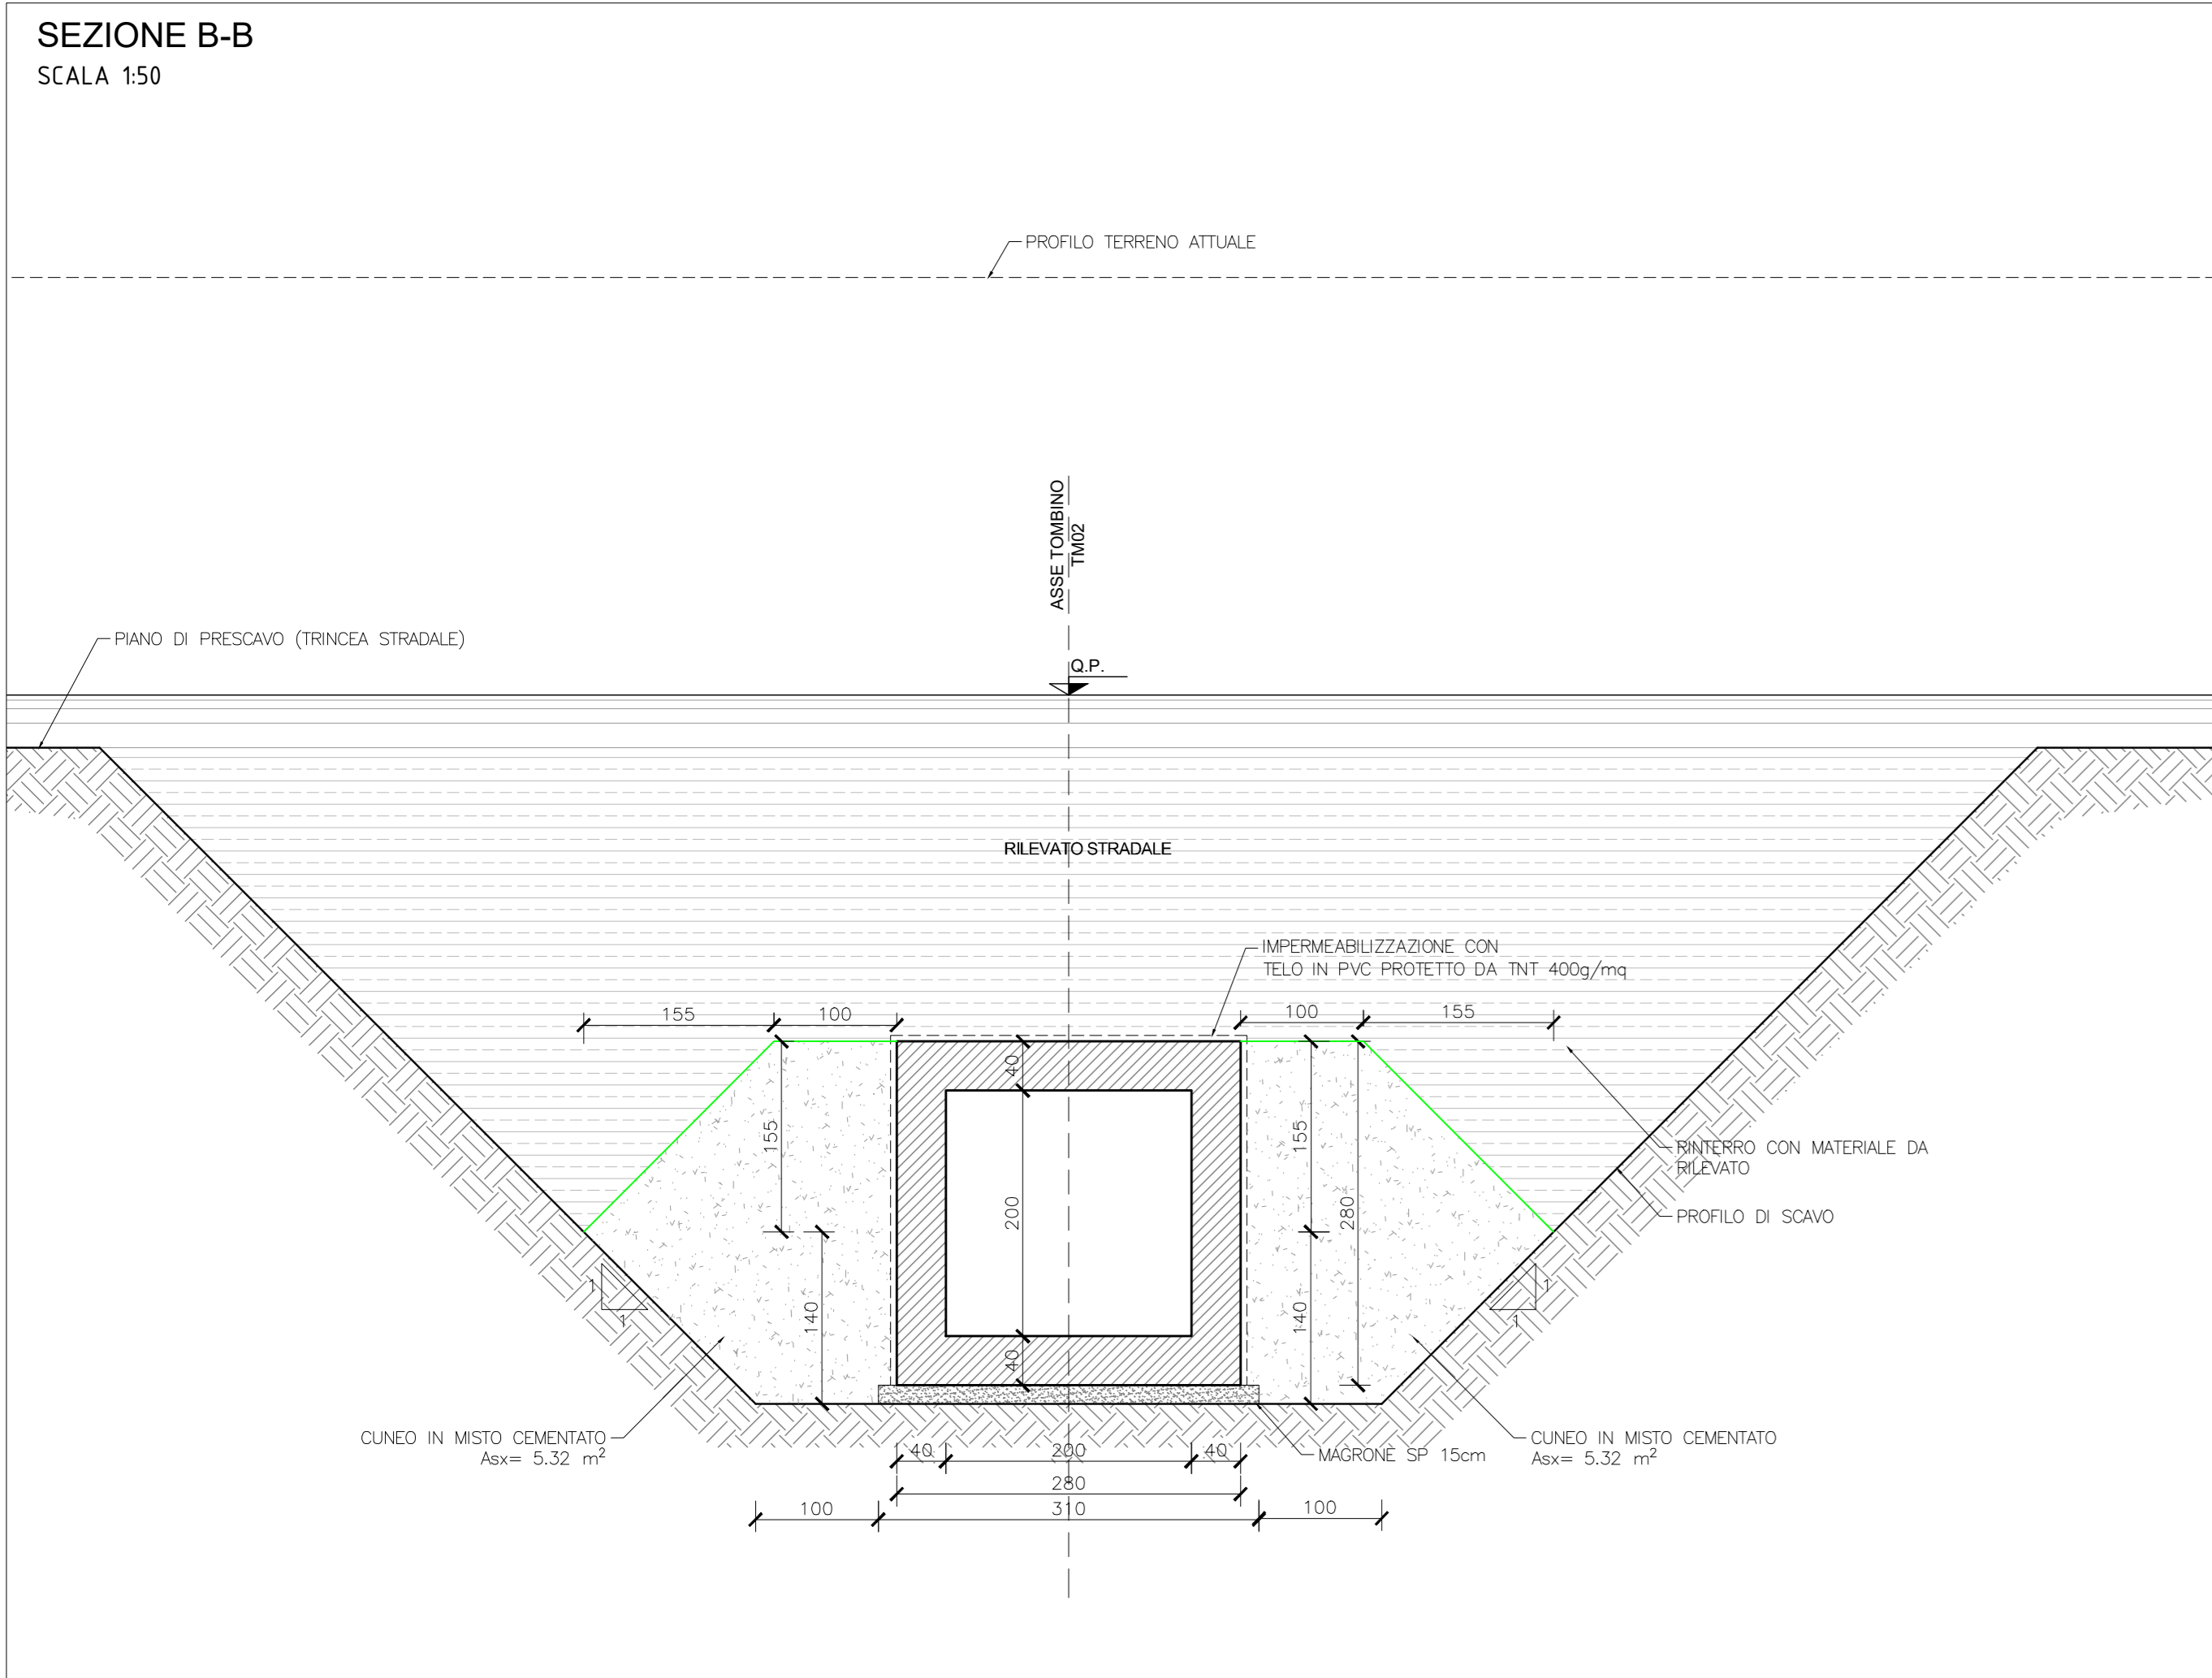 SEZIONE B-B
SCALA 1:50
PROFILO TERRENO ATTUALE
ASSE TOMBINO
TM02
PIANO DI PRESCAVO (TRINCEA STRADALE)
Q.P.
RILEVATO STRADALE
IMPERMEABILIZZAZIONE CON
TELO IN PVC PROTETTO DA TNT 400g/mq
155
100
100
155
40
155
155
200
280
RINTERRO CON MATERIALE DA
RILEVATO
PROFILO DI SCAVO
1
1
1
1
140
140
40
CUNEO IN MISTO CEMENTATO
Asx= 5.32 m²
40
200
40
MAGRONE SP 15cm
CUNEO IN MISTO CEMENTATO
Asx= 5.32 m²
280
100
310
100